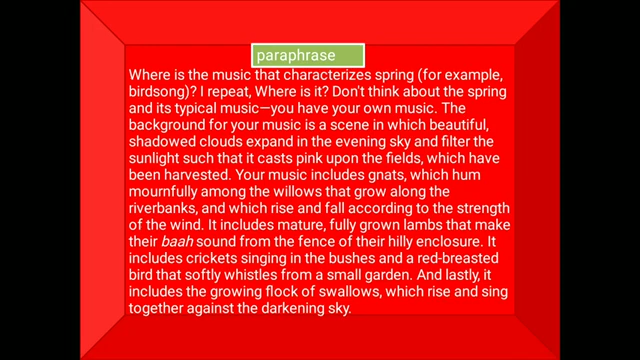 paraphrase
Where is the music that characterizes spring (for example,
birdsong)? I repeat, Where is it? Don't think about the spring
and its typical music—you have your own music. The
background for your music is a scene in which beautiful,
shadowed clouds expand in the evening sky and filter the
sunlight such that it casts pink upon the fields, which have
been harvested. Your music includes gnats, which hum
mournfully among the willows that grow along the
riverbanks, and which rise and fall according to the strength
of the wind. It includes mature, fully grown lambs that make
their baah sound from the fence of their hilly enclosure. It
includes crickets singing in the bushes and a red-breasted
bird that softly whistles from a small garden. And lastly, it
includes the growing flock of swallows, which rise and sing
together against the darkening sky.